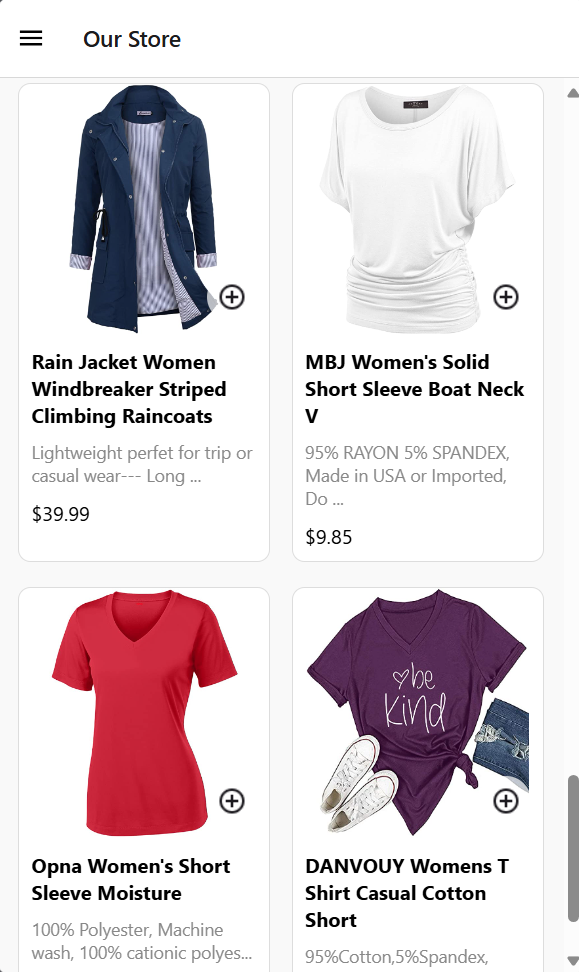 Our Store
Rain Jacket Women
Windbreaker Striped
Climbing Raincoats
Lightweight perfet for trip or
casual wear--- Long ...
$39.99
MBJ Women's Solid
Short Sleeve Boat Neck
V
95% RAYON 5% SPANDEX,
Made in USA or Imported,
Do ...
$9.85
be
kind
Opna Women's Short
Sleeve Moisture
100% Polyester, Machine
wash, 100% cationic polyes...
DANVOUY Womens T
Shirt Casual Cotton
Short
95%Cotton,5%Spandex,